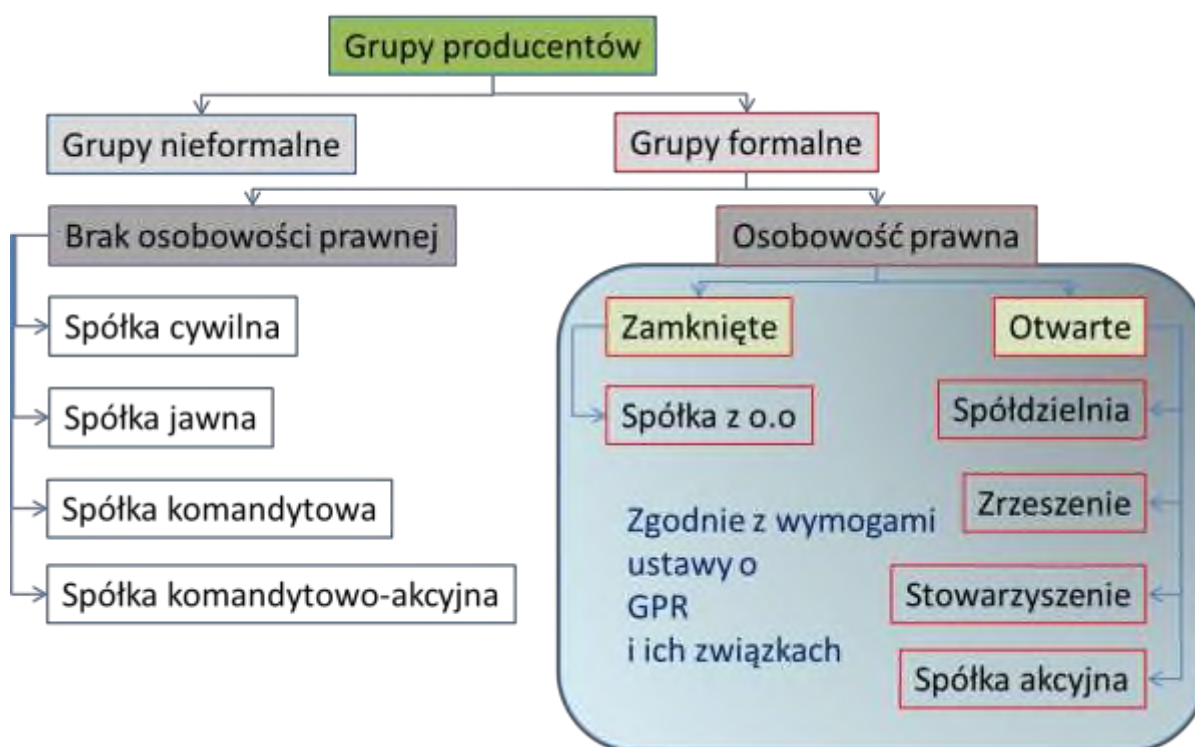 Grupy producentów
Grupy nieformalne
Grupy formalne
Brak osobowości prawnej
Osobowość prawna
Spółka cywilna
Spółka jawna
Spółka komandytowa
Spółka komandytowo-akcyjna
Zamknięte
Spółka z o.o
Otwarte
Spółdzielnia
Zrzeszenie
Stowarzyszenie
Spółka akcyjna
Zgodnie z wymogami
ustawy o
GPR
i ich związkach